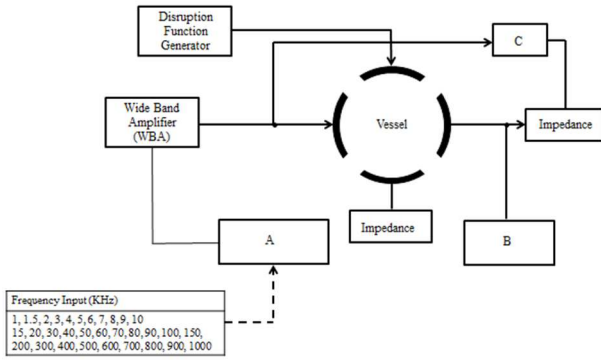 Disruption
Function
Generator
C
Wide Band
Amplifier
(WBA)
Vessel
Impedance
Impedance
A
B
Frequency Input (KHz)
1, 1.5, 2, 3, 4, 5, 6, 7, 8, 9, 10
15, 20, 30, 40, 50, 60, 70, 80, 90, 100, 150,
200, 300, 400, 500, 600, 700, 800, 900, 1000